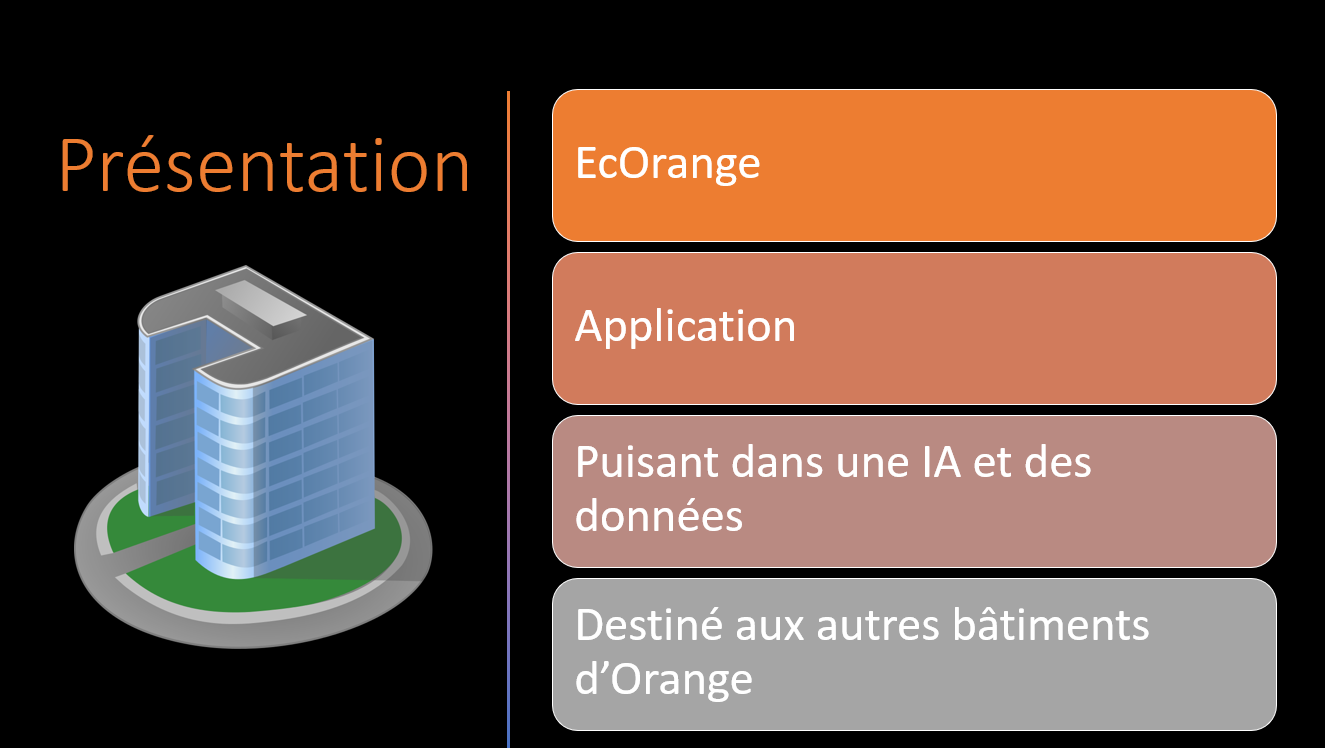 Présentation
EcOrange
Application
Puisant dans une IA et des
données
Destiné aux autres bâtiments
d’Orange